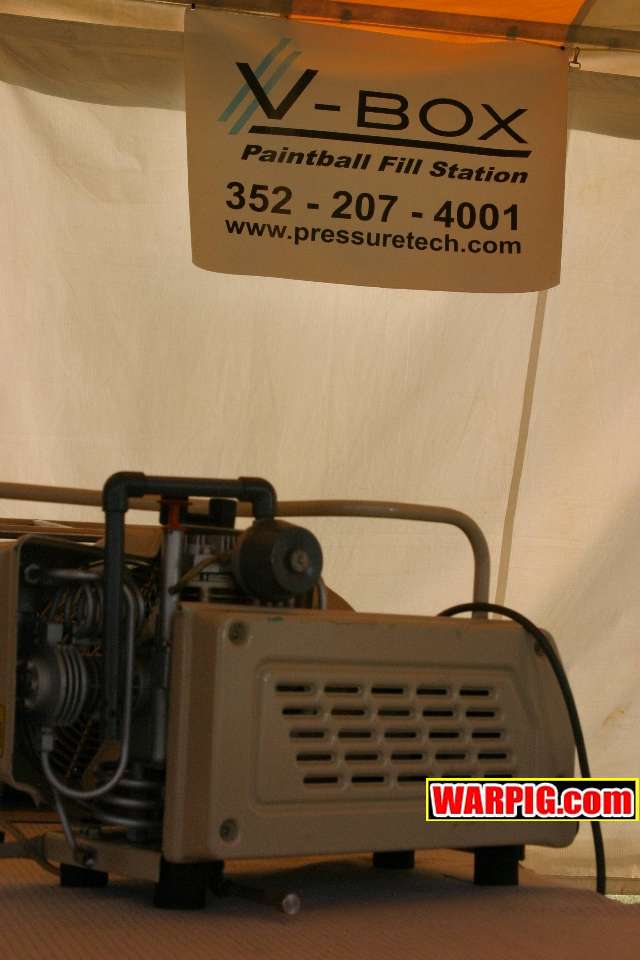 V-BOX
Paintball Fill Station
352 - 207 - 4001
www.pressuretech.com
WARPIG.com